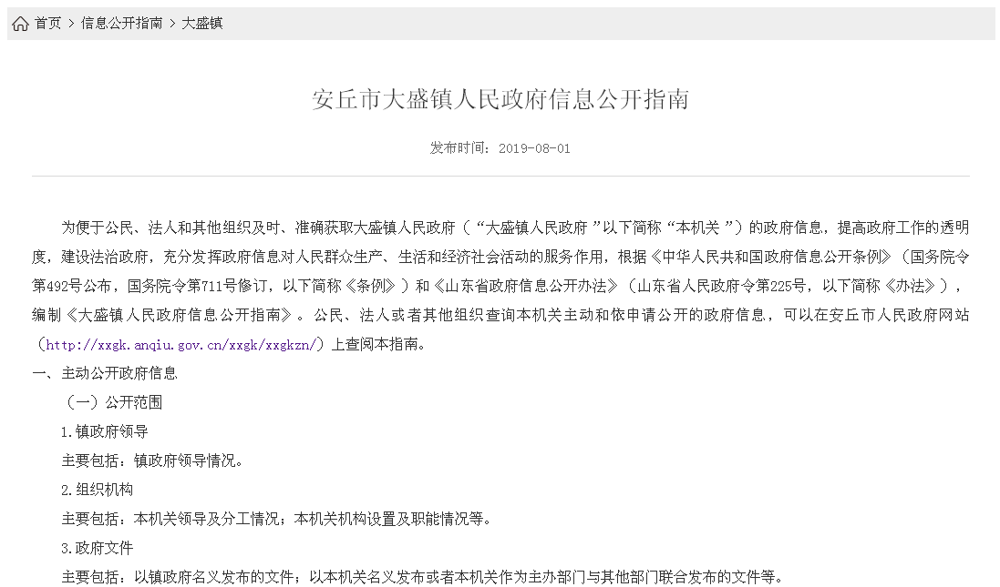 首页 > 信息公开指南 > 大盛镇
安丘市大盛镇人民政府信息公开指南
发布时间：2019-08-01
为便于公民、法人和其他组织及时、准确获取大盛镇人民政府（“大盛镇人民政府 ”以下简称“本机关 ”）的政府信息，提高政府工作的透明
度，建设法治政府，充分发挥政府信息对人民群众生产、生活和经济社会活动的服务作用，根据《中华人民共和国政府信息公开条例》（国务院令
第492号公布，国务院令第711号修订，以下简称《条例》）和《山东省政府信息公开办法》（山东省人民政府令第225号，以下简称《办法》），
编制《大盛镇人民政府信息公开指南》。公民、法人或者其他组织查询本机关主动和依申请公开的政府信息，可以在安丘市人民政府网站
（http://xxgk.anqiu.gov.cn/xxgk/xxgkzn/）上查阅本指南。
一、主动公开政府信息
（一）公开范围
1.镇政府领导
主要包括：镇政府领导情况。
2.组织机构
主要包括：本机关领导及分工情况；本机关机构设置及职能情况等。
3.政府文件
主要包括：以镇政府名义发布的文件；以本机关名义发布或者本机关作为主办部门与其他部门联合发布的文件等。